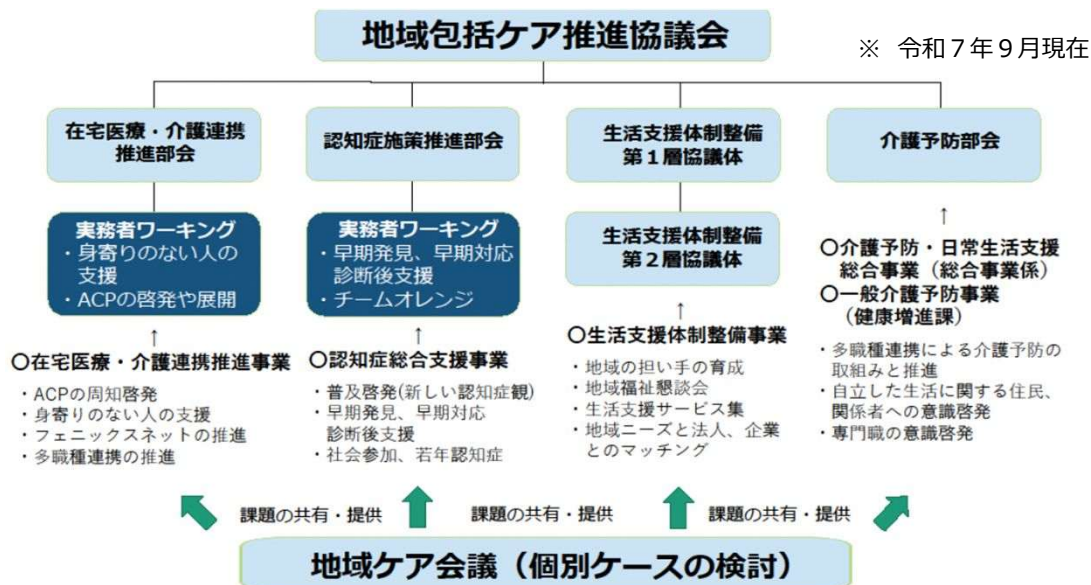 地域包括ケア推進協議会
※ 令和７年９月現在
在宅医療・介護連携
推進部会
認知症施策推進部会
生活支援体制整備
第１層協議体
介護予防部会
実務者ワーキング
・身寄りのない人の
支援
・ACPの啓発や展開
実務者ワーキング
・早期発見、早期対応
診断後支援
・チームオレンジ
生活支援体制整備
第２層協議体
↑
〇介護予防・日常生活支援
総合事業（総合事業係）
〇一般介護予防事業
（健康増進課）
・多職種連携による介護予防の
取組みと推進
・自立した生活に関する住民、
関係者への意識啓発
・専門職の意識啓発
↑
〇在宅医療・介護連携推進事業
・ACPの周知啓発
・身寄りのない人の支援
・フェニックスネットの推進
・多職種連携の推進
↑
〇認知症総合支援事業
・普及啓発(新しい認知症観)
・早期発見、早期対応
診断後支援
・社会参加、若年認知症
↑
〇生活支援体制整備事業
・地域の担い手の育成
・地域福祉懇談会
・生活支援サービス集
・地域ニーズと法人、企業
とのマッチング
課題の共有・提供
課題の共有・提供
課題の共有・提供
地域ケア会議（個別ケースの検討）